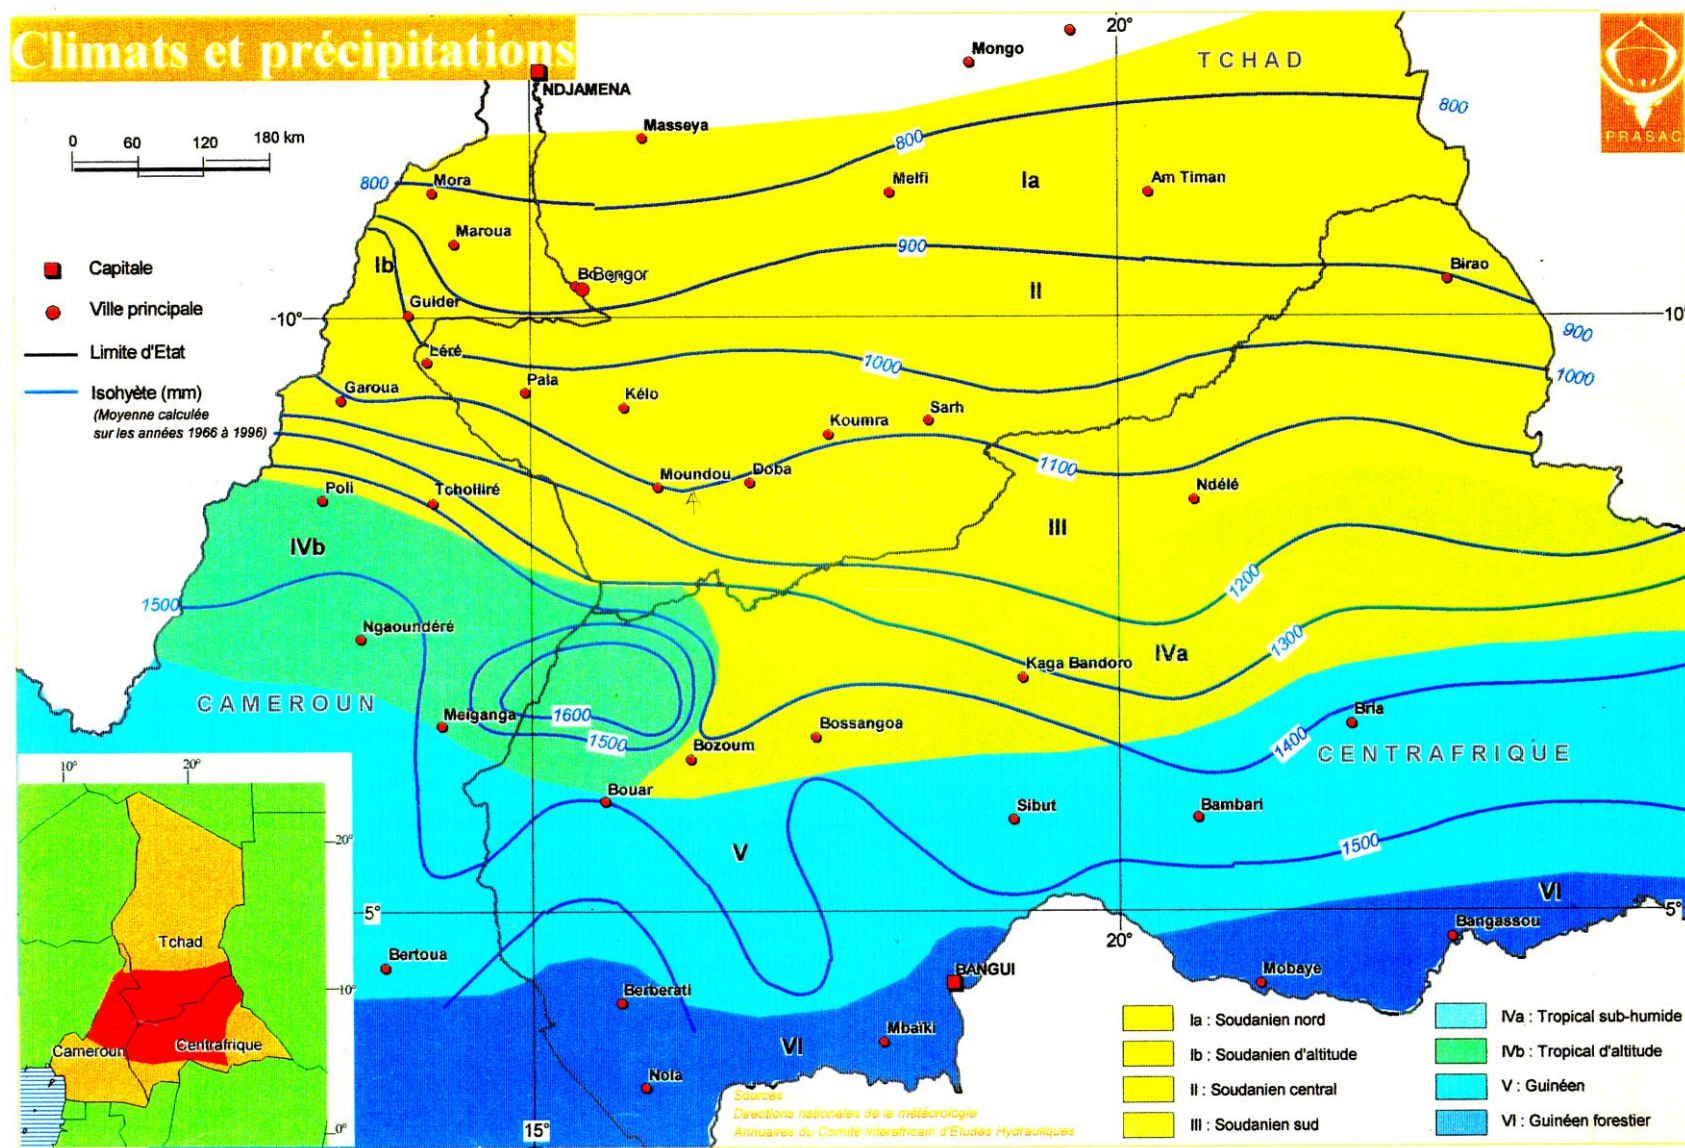 Climats et précipitations
20°
Mongo
TCHAD
NDJAMENA
PRASAC
0 60 120 180 km
Masseya
800
800
800
Mora
Melfi
Ia
Am Timan
Maroua
900
Ib
Capitale
Bongor
II
Birao
Ville principale
Guider
10°
10°
900
Limite d'Etat
Léré
1000
1000
Isohyète (mm)
(Moyenne calculée
sur les années 1966 à 1996)
Garoua
Pala
Kélo
Koumra
Sarh
1100
Moundou
Doba
Poli
Tcholliré
Ndélé
III
IVb
1200
1500
Ngaoundéré
1300
IVa
Kaga Bandoro
CAMEROUN
Meiganga
1600
1500
Bozoum
Bossangoa
Bria
1400
CENTRAFRIQUE
Bouar
Sibut
Bambari
V
1500
VI
5°
5°
Bangassou
20°
Bertoua
BANGUI
Mobaye
Berberati
Mbaïki
VI
Nola
15°
10° 20°
20°
Tchad
10°
Cameroun
Centrafrique
0°
Sources
Directions nationales de la météorologie
Annuaires du Comité Interafricain d'Etudes Hydrauliques
Ia : Soudanien nord
Ib : Soudanien d'altitude
II : Soudanien central
III : Soudanien sud
IVa : Tropical sub-humide
IVb : Tropical d'altitude
V : Guinéen
VI : Guinéen forestier